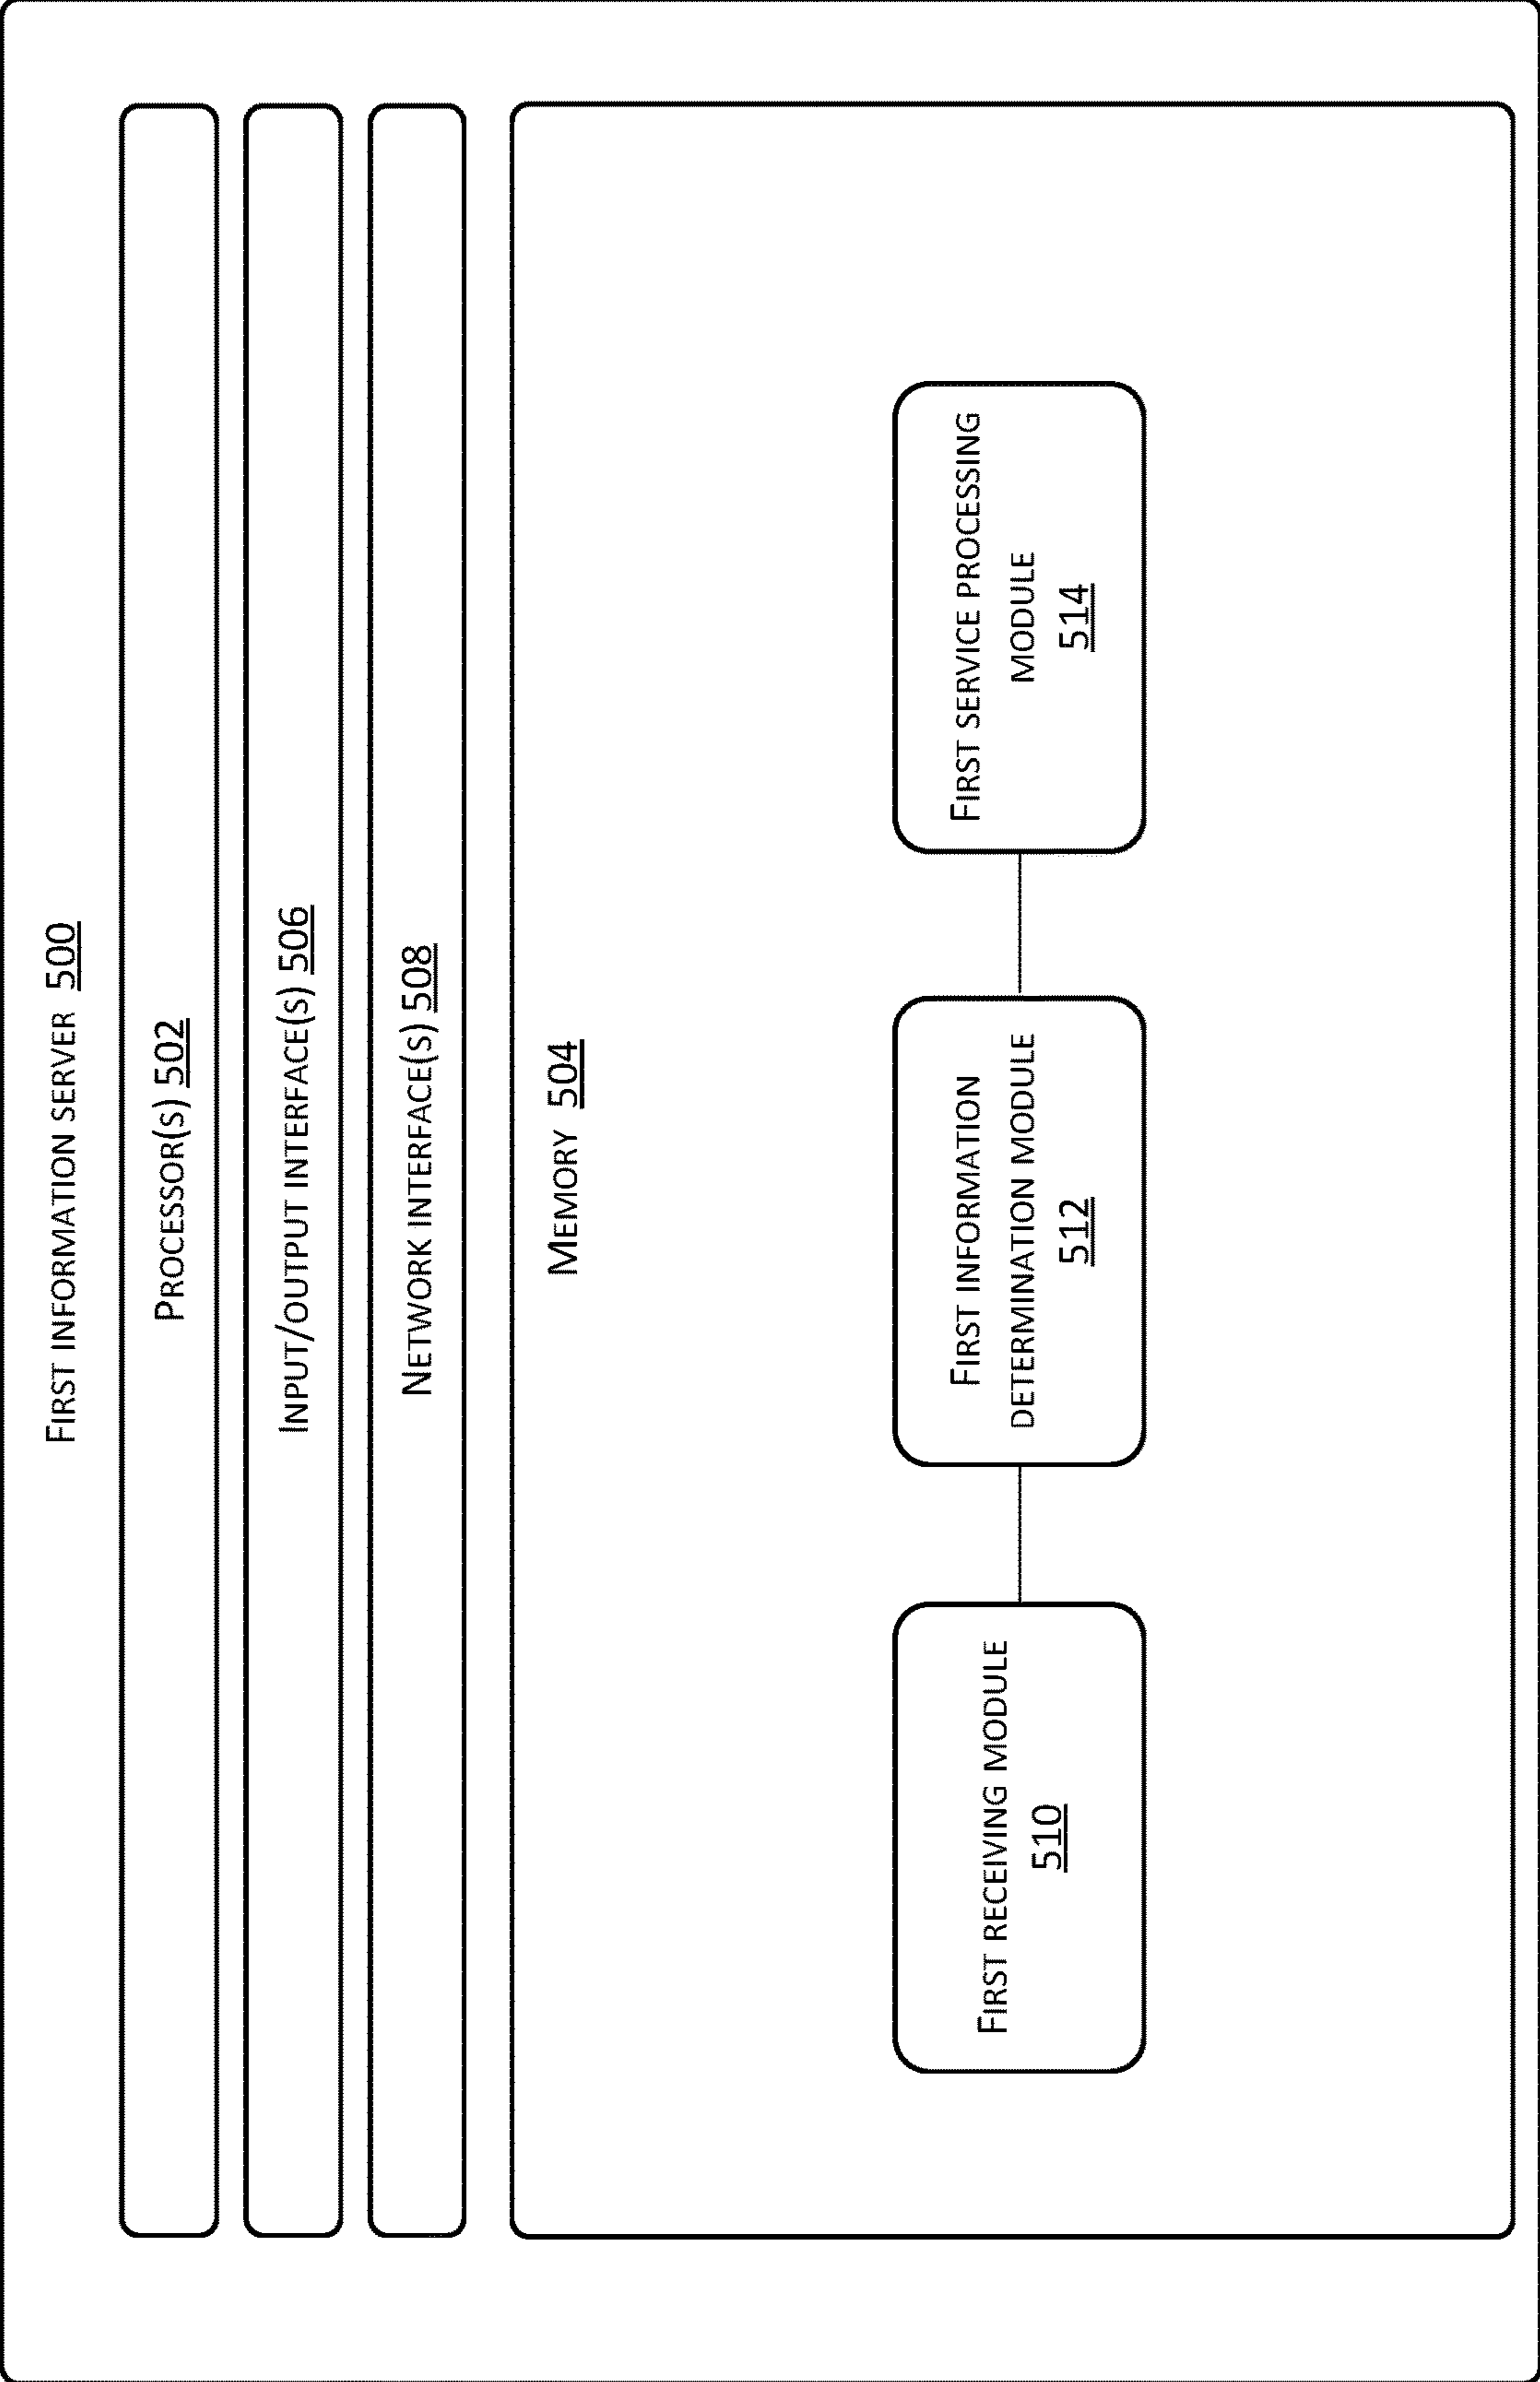 First information server 500
Processor(s) 502
Input/output interface(s) 506
Network interface(s) 508
Memory 504
First receiving module
510
First information
determination module
512
First service processing
module
514